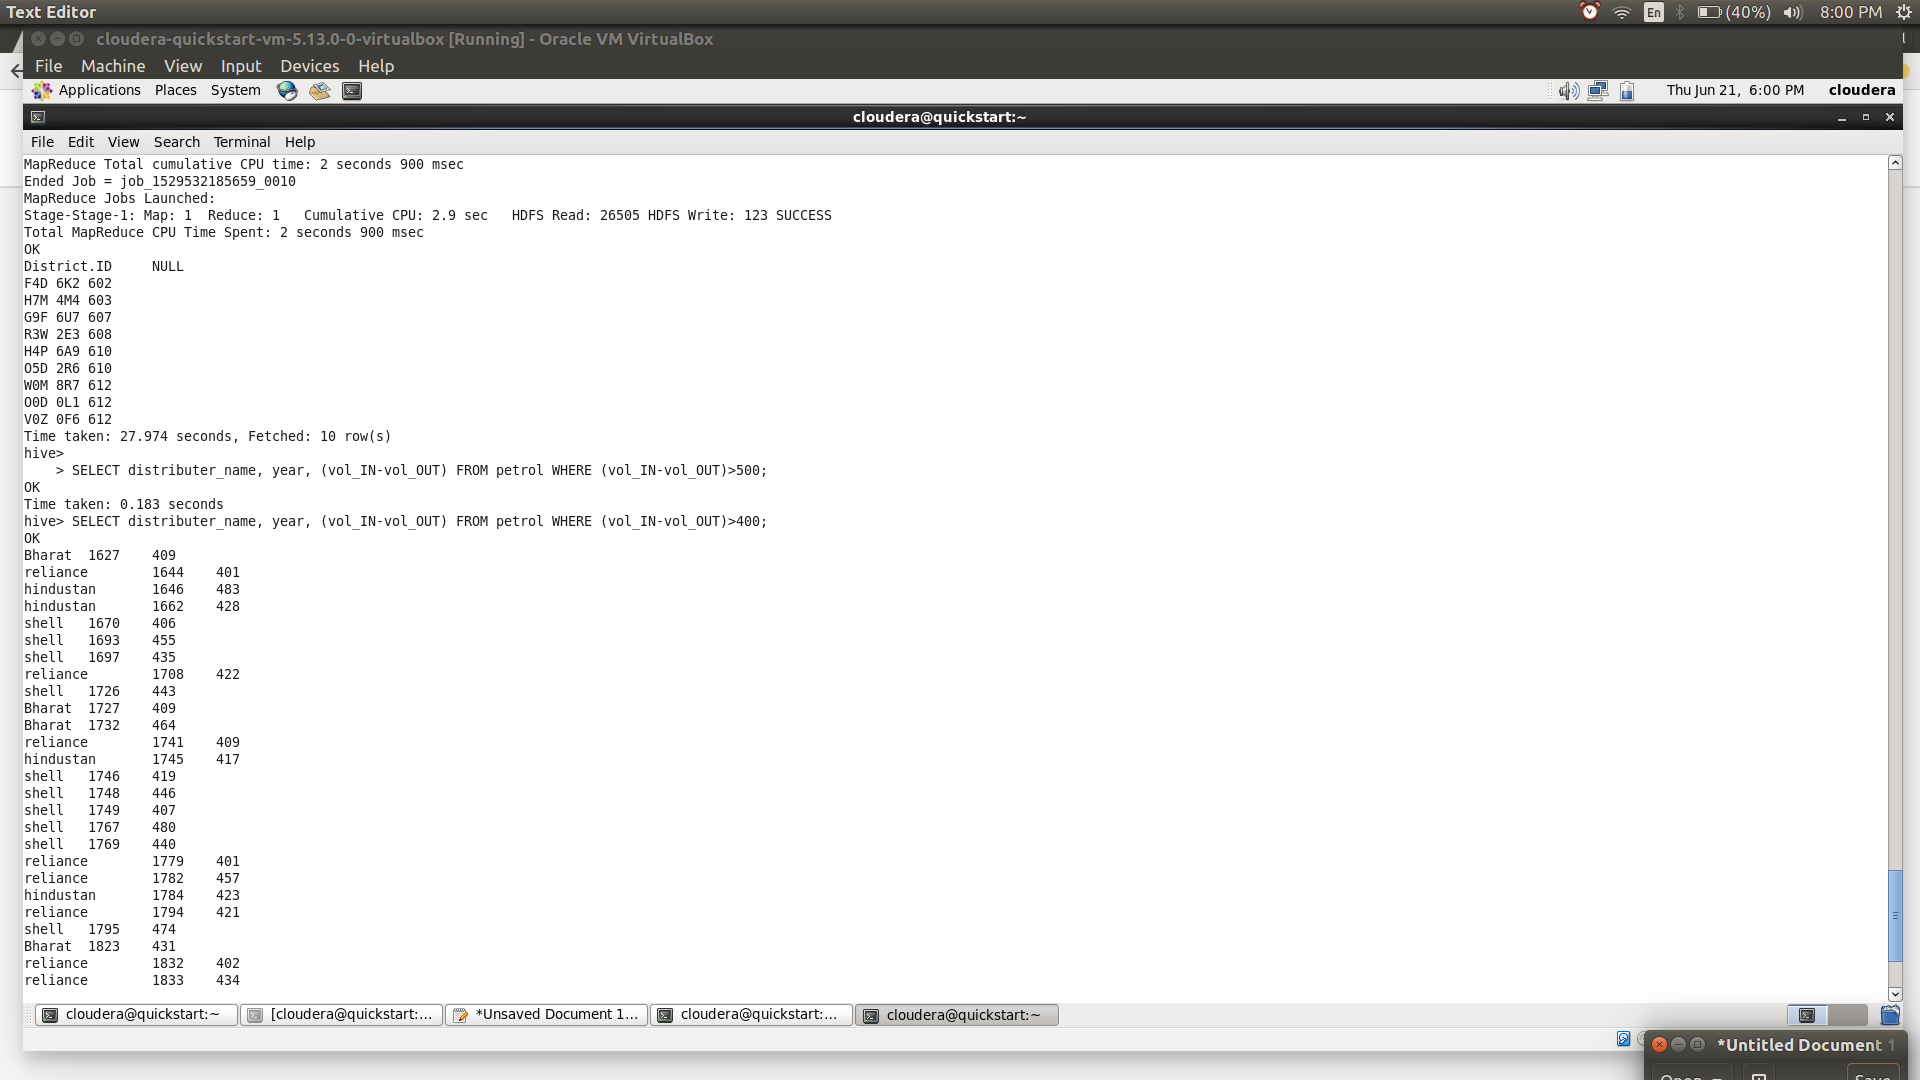 Text Editor
En
(40%)
8:00 PM
cloudera-quickstart-vm-5.13.0-0-virtualbox [Running] - Oracle VM VirtualBox
File Machine View Input Devices Help
Applications Places System
Thu Jun 21, 6:00 PM cloudera
cloudera@quickstart:~
File Edit View Search Terminal Help
MapReduce Total cumulative CPU time: 2 seconds 900 msec
Ended Job = job_1529532185659_0010
MapReduce Jobs Launched:
Stage-Stage-1: Map: 1  Reduce: 1   Cumulative CPU: 2.9 sec   HDFS Read: 26505 HDFS Write: 123 SUCCESS
Total MapReduce CPU Time Spent: 2 seconds 900 msec
OK
District.ID     NULL
F4D 6K2 602
H7M 4M4 603
G9F 6U7 607
R3W 2E3 608
H4P 6A9 610
O5D 2R6 610
W0M 8R7 612
O0D 0L1 612
V0Z 0F6 612
Time taken: 27.974 seconds, Fetched: 10 row(s)
hive>
    > SELECT distributer_name, year, (vol_IN-vol_OUT) FROM petrol WHERE (vol_IN-vol_OUT)>500;
OK
Time taken: 0.183 seconds
hive> SELECT distributer_name, year, (vol_IN-vol_OUT) FROM petrol WHERE (vol_IN-vol_OUT)>400;
OK
Bharat  1627    409
reliance        1644    401
hindustan       1646    483
hindustan       1662    428
shell   1670    406
shell   1693    455
shell   1697    435
reliance        1708    422
shell   1726    443
Bharat  1727    409
Bharat  1732    464
reliance        1741    409
hindustan       1745    417
shell   1746    419
shell   1748    446
shell   1749    407
shell   1767    480
shell   1769    440
reliance        1779    401
reliance        1782    457
hindustan       1784    423
reliance        1794    421
shell   1795    474
Bharat  1823    431
reliance        1832    402
reliance        1833    434
cloudera@quickstart:~
[cloudera@quickstart:...
*Unsaved Document 1...
cloudera@quickstart:...
cloudera@quickstart:~
*Untitled Document 1
Open
Save